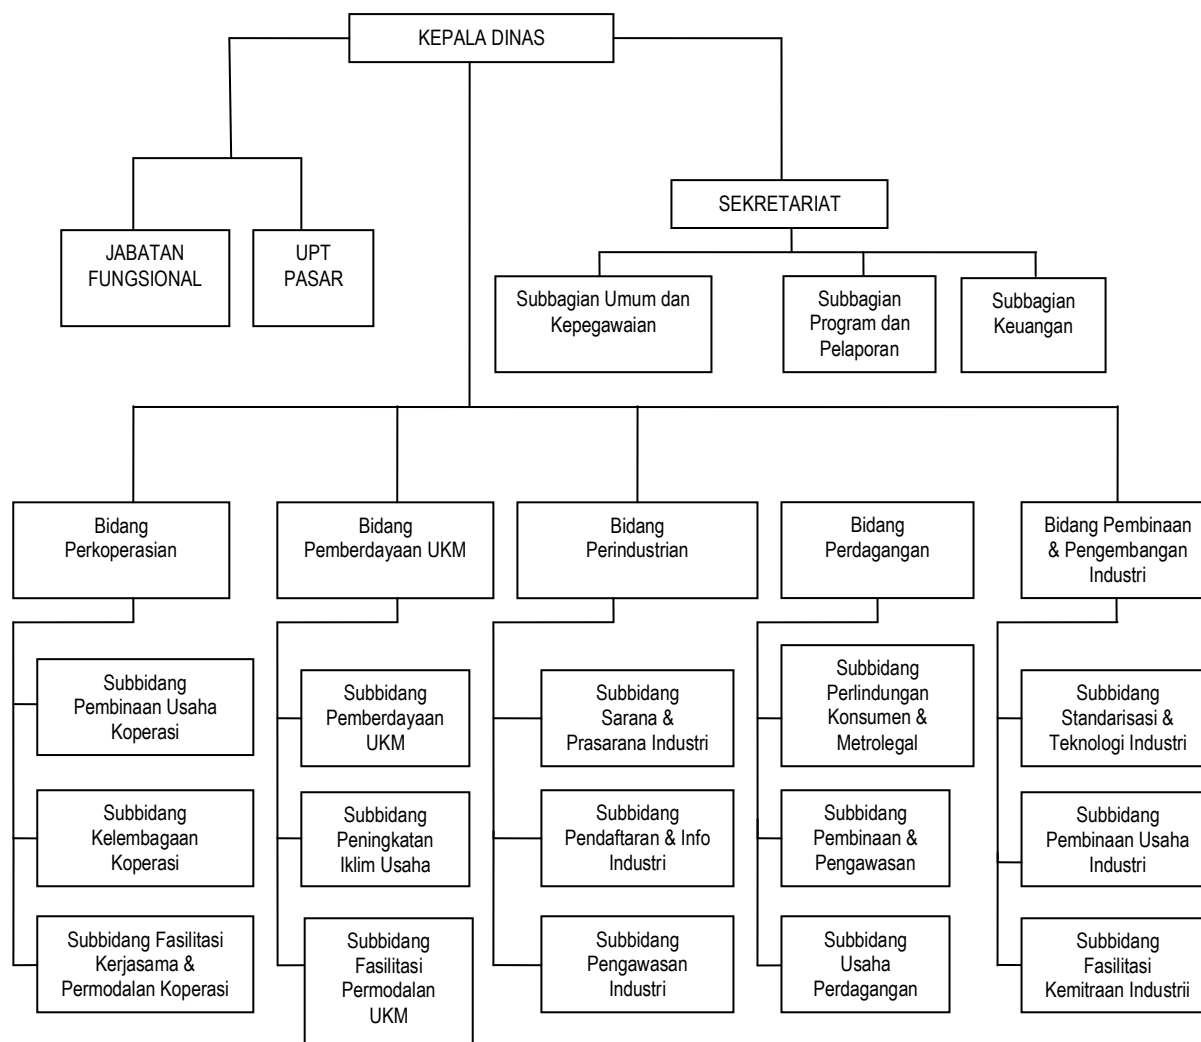 KEPALA DINAS
SEKRETARIAT
JABATAN
FUNGSIONAL
UPT
PASAR
Subbagian Umum dan
Kepegawaian
Subbagian
Program dan
Pelaporan
Subbagian
Keuangan
Bidang
Perkoperasian
Bidang
Pemberdayaan UKM
Bidang
Perindustrian
Bidang
Perdagangan
Bidang Pembinaan
& Pengembangan
Industri
Subbidang
Pembinaan Usaha
Koperasi
Subbidang
Pemberdayaan
UKM
Subbidang
Sarana &
Prasarana Industri
Subbidang
Perlindungan
Konsumen &
Metrolegal
Subbidang
Standarisasi &
Teknologi Industri
Subbidang
Kelembagaan
Koperasi
Subbidang
Peningkatan
Iklim Usaha
Subbidang
Pendaftaran & Info
Industri
Subbidang
Pembinaan &
Pengawasan
Subbidang
Pembinaan Usaha
Industri
Subbidang Fasilitasi
Kerjasama &
Permodalan Koperasi
Subbidang
Fasilitasi
Permodalan
UKM
Subbidang
Pengawasan
Industri
Subbidang
Usaha
Perdagangan
Subbidang
Fasilitasi
Kemitraan Industrii